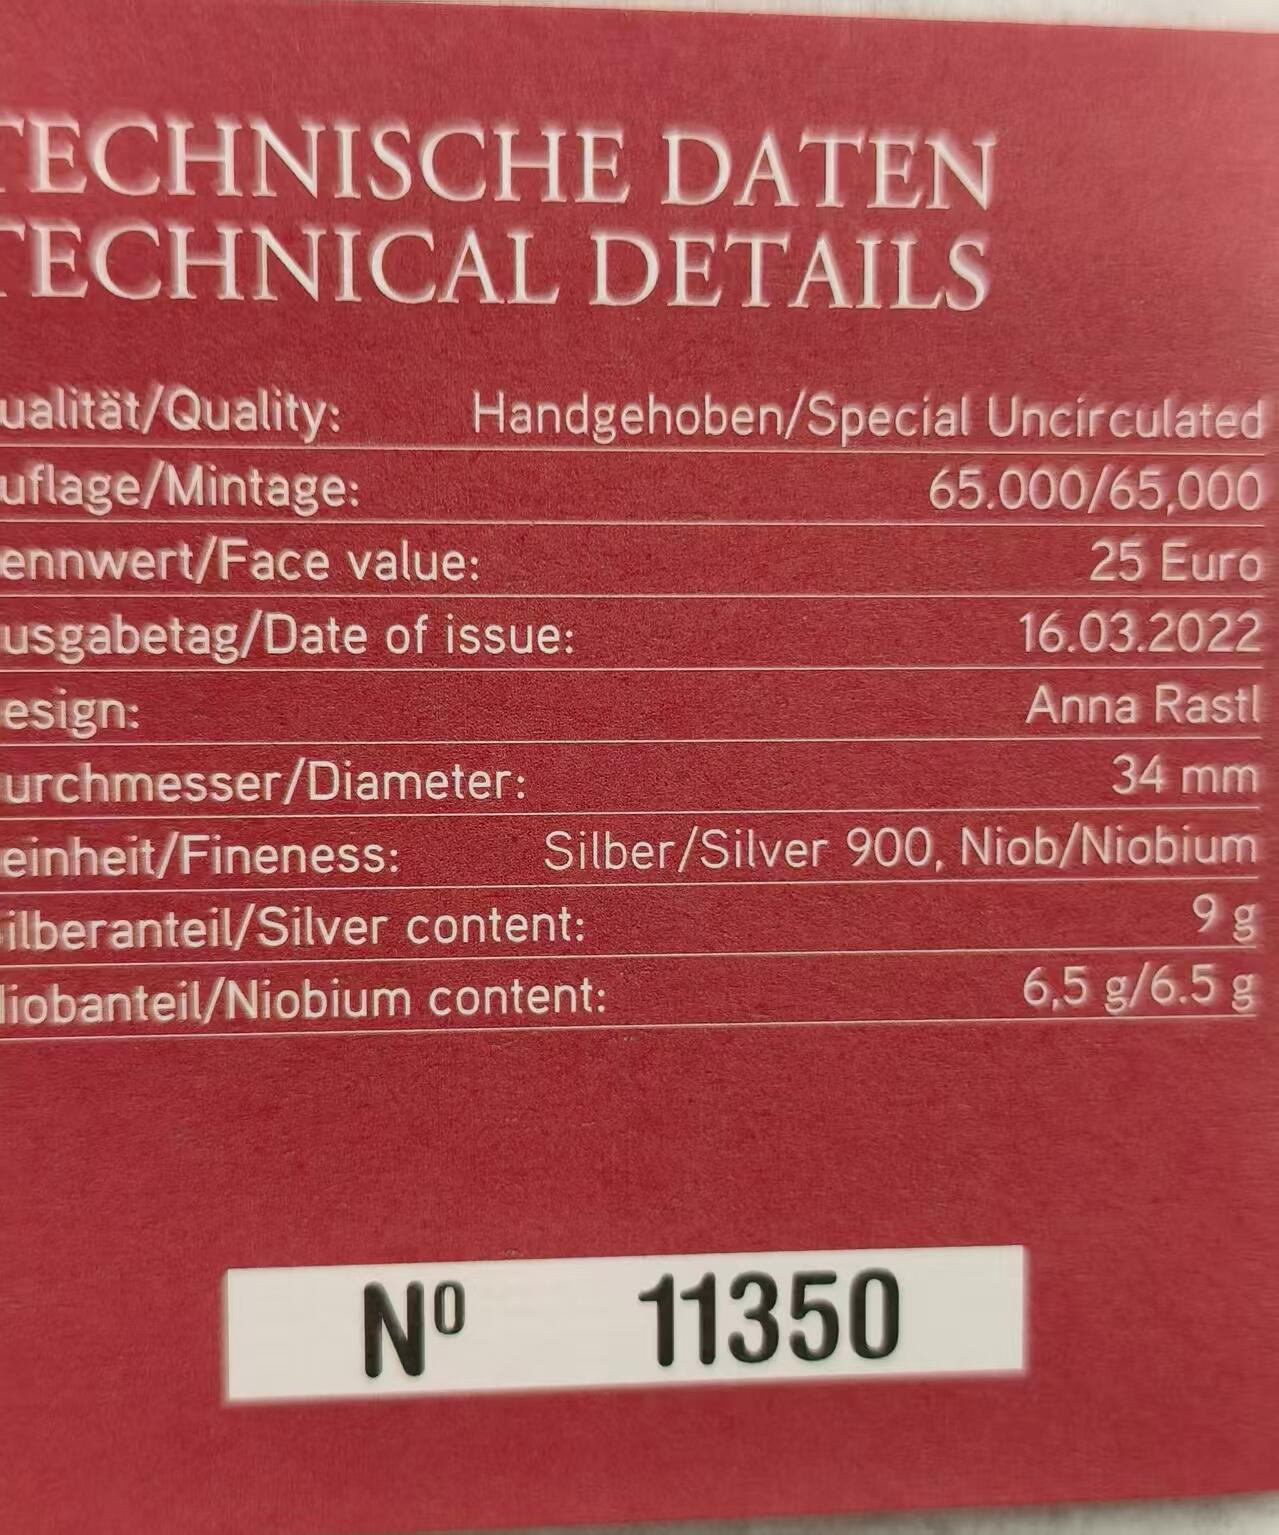 TECHNISCHE DATEN
TECHNICAL DETAILS
ualität/Quality: Handgehoben/Special Uncirculated
uflage/Mintage: 65.000/65,000
ennwert/Face value: 25 Euro
usgabetag/Date of issue: 16.03.2022
esign: Anna Rastl
urchmesser/Diameter: 34 mm
einheit/Fineness: Silber/Silver 900, Niob/Niobium
ilberanteil/Silver content: 9 g
iobanteil/Niobium content: 6,5 g/6.5 g
Nº 11350